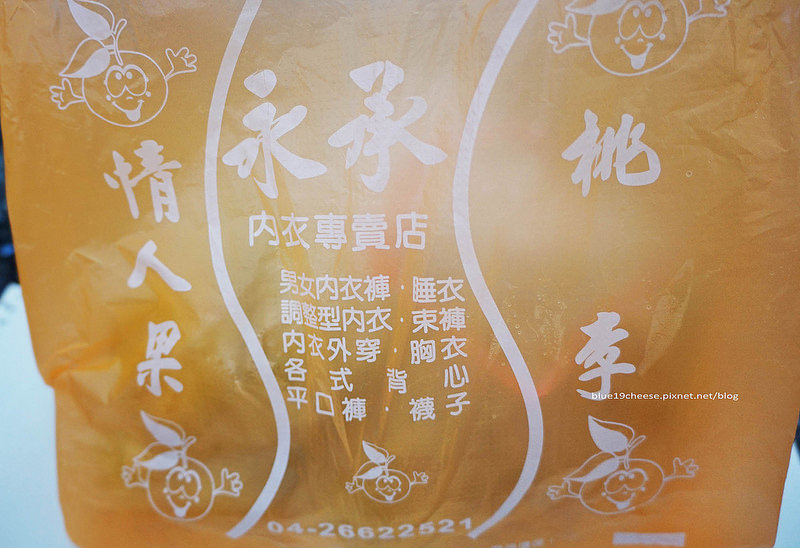 永承
內衣專賣店
男女內衣褲·睡衣
調整型內衣·束褲
內衣外穿·胸衣
各式背心
平口褲·襪子
04-26622521
情人果
桃李
blue19cheese.pixnet.net/blog